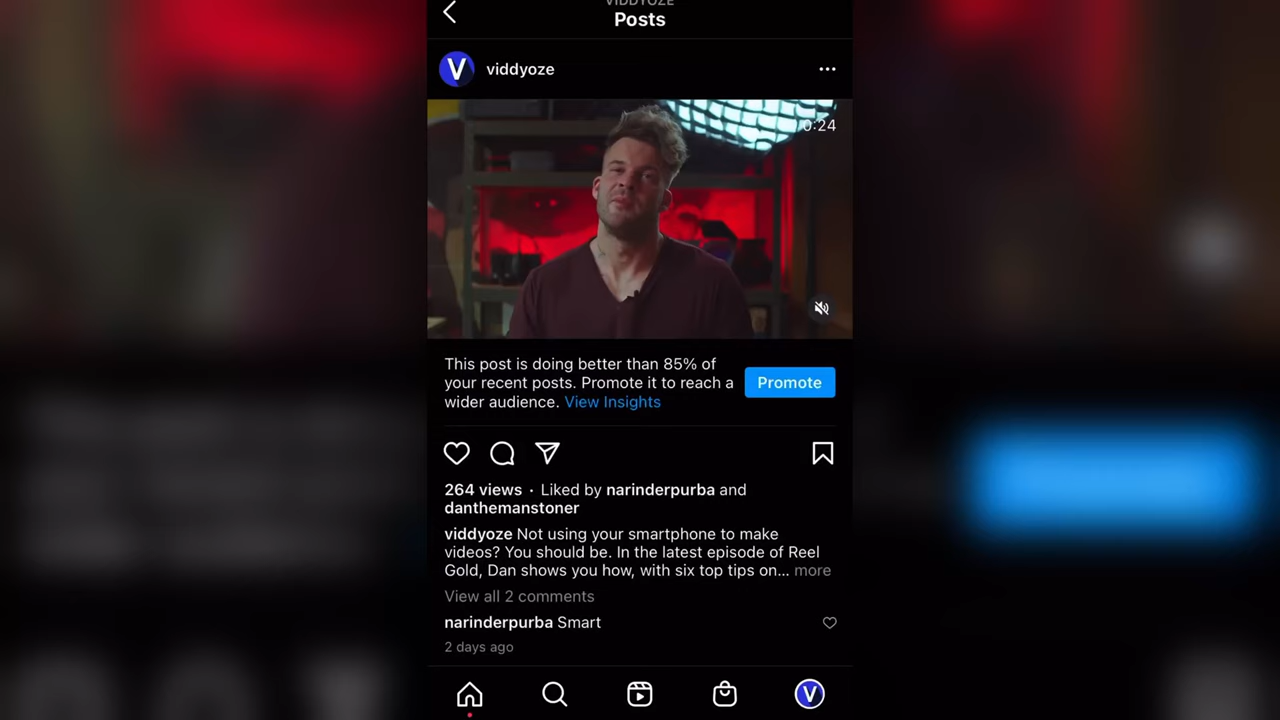 VIDDYOZE
Posts
V viddyoze
0:24
This post is doing better than 85% of
your recent posts. Promote it to reach a
wider audience. View Insights
Promote
264 views · Liked by narinderpurba and
danthemanstoner
viddyoze Not using your smartphone to make
videos? You should be. In the latest episode of Reel
Gold, Dan shows you how, with six top tips on... more
View all 2 comments
narinderpurba Smart
2 days ago
V